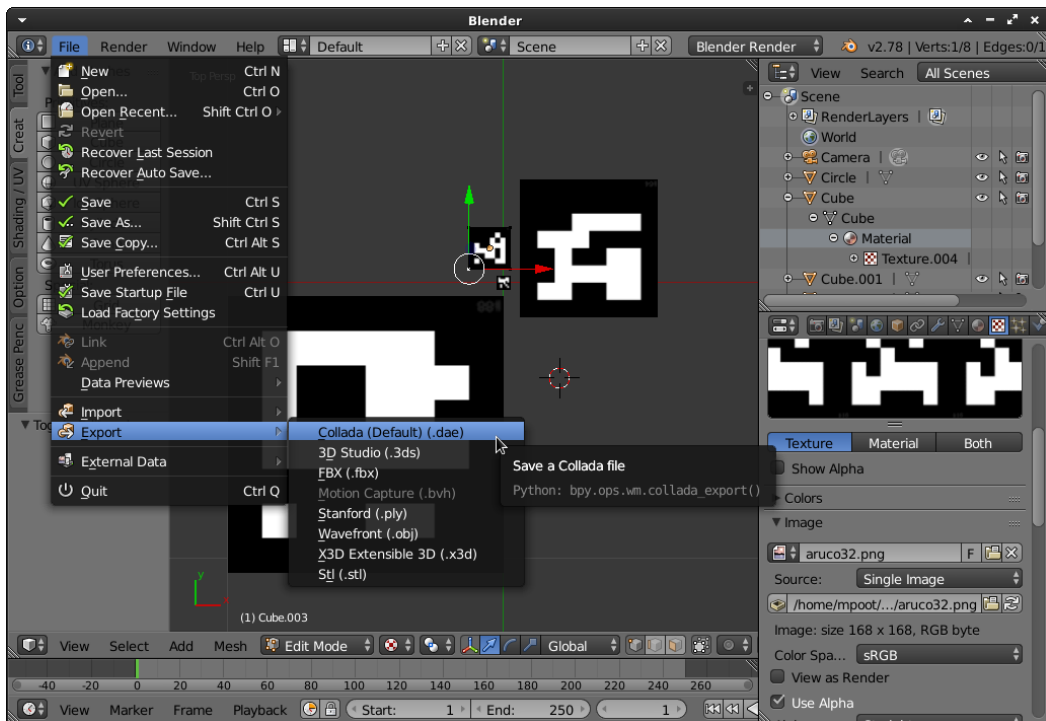 Blender
File Render Window Help Default Scene Blender Render v2.78 | Verts:1/8 | Edges:0/1
New Ctrl N
Open... Ctrl O
Open Recent... Shift Ctrl O
Revert
Recover Last Session
Recover Auto Save...
Save Ctrl S
Save As... Shift Ctrl S
Save Copy... Ctrl Alt S
User Preferences... Ctrl Alt U
Save Startup File Ctrl U
Load Factory Settings
Link Ctrl Alt O
Append Shift F1
Data Previews
Import
Export
External Data
Quit Ctrl Q
Collada (Default) (.dae)
3D Studio (.3ds)
FBX (.fbx)
Motion Capture (.bvh)
Stanford (.ply)
Wavefront (.obj)
X3D Extensible 3D (.x3d)
Stl (.stl)
Save a Collada file
Python: bpy.ops.wm.collada_export()
Tool
Creat
Shading / UV
Option
Grease Penc
Top Persp
y
(1) Cube.003
View Select Add Mesh Edit Mode Global
-40 -20 0 20 40 60 80 100 120 140 160 180 200 220 240 260
View Marker Frame Playback Start: 1 End: 250 1
View Search All Scenes
Scene
RenderLayers |
World
Camera |
Circle |
Cube
Cube
Material
Texture.004 |
Cube.001 |
Texture Material Both
Show Alpha
Colors
Image
aruco32.png F
Source: Single Image
/home/mpoot/.../aruco32.png
Image: size 168 x 168, RGB byte
Color Spa... sRGB
View as Render
Use Alpha